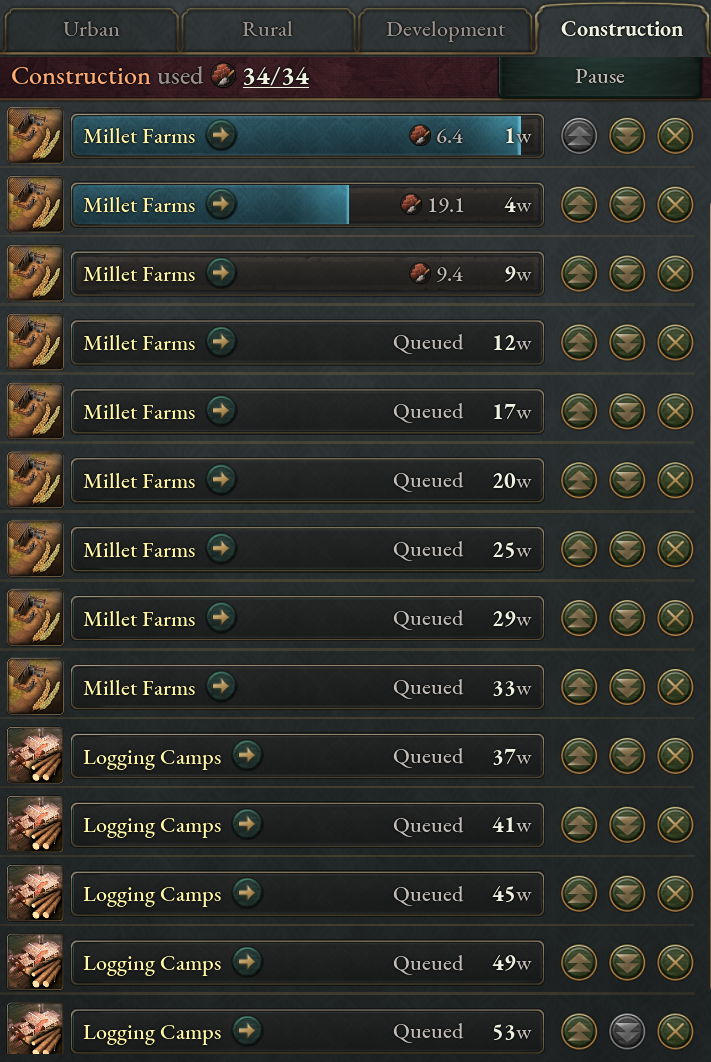 Urban Rural Development Construction
Construction used 34/34 Pause
Millet Farms 6.4 1w
Millet Farms 19.1 4w
Millet Farms 9.4 9w
Millet Farms Queued 12w
Millet Farms Queued 17w
Millet Farms Queued 20w
Millet Farms Queued 25w
Millet Farms Queued 29w
Millet Farms Queued 33w
Logging Camps Queued 37w
Logging Camps Queued 41w
Logging Camps Queued 45w
Logging Camps Queued 49w
Logging Camps Queued 53w